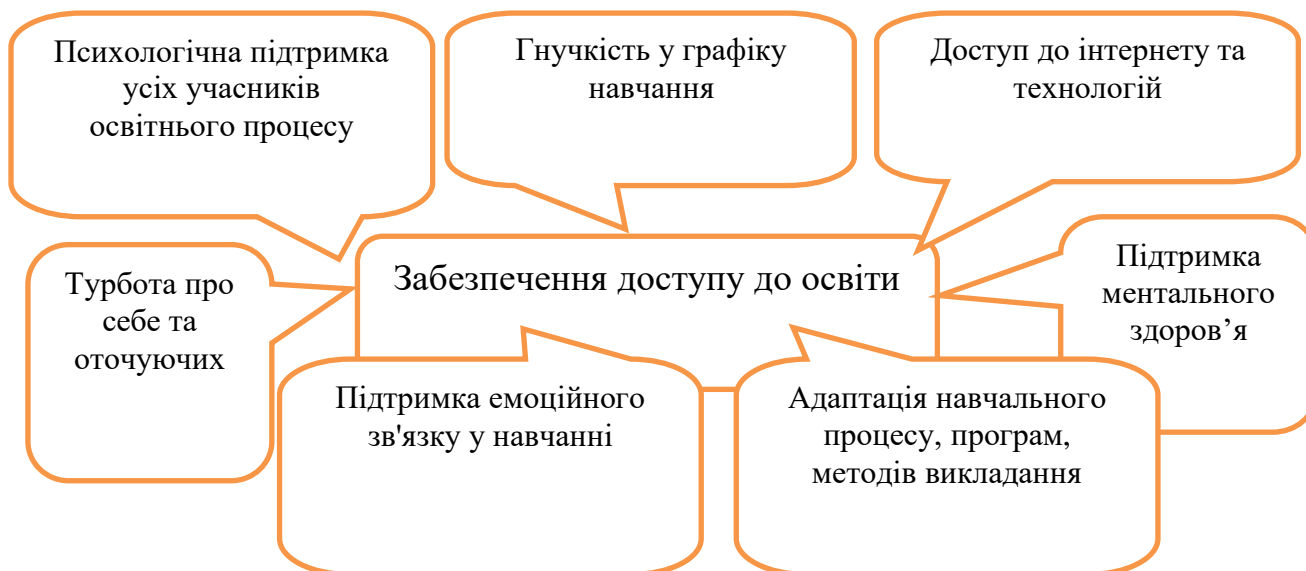 Психологічна підтримка
усіх учасників
освітнього процесу
Гнучкість у графіку
навчання
Доступ до інтернету та
технологій
Турбота про
себе та
оточуючих
Забезпечення доступу до освіти
Підтримка
ментального
здоров’я
Підтримка емоційного
зв'язку у навчанні
Адаптація навчального
процесу, програм,
методів викладання